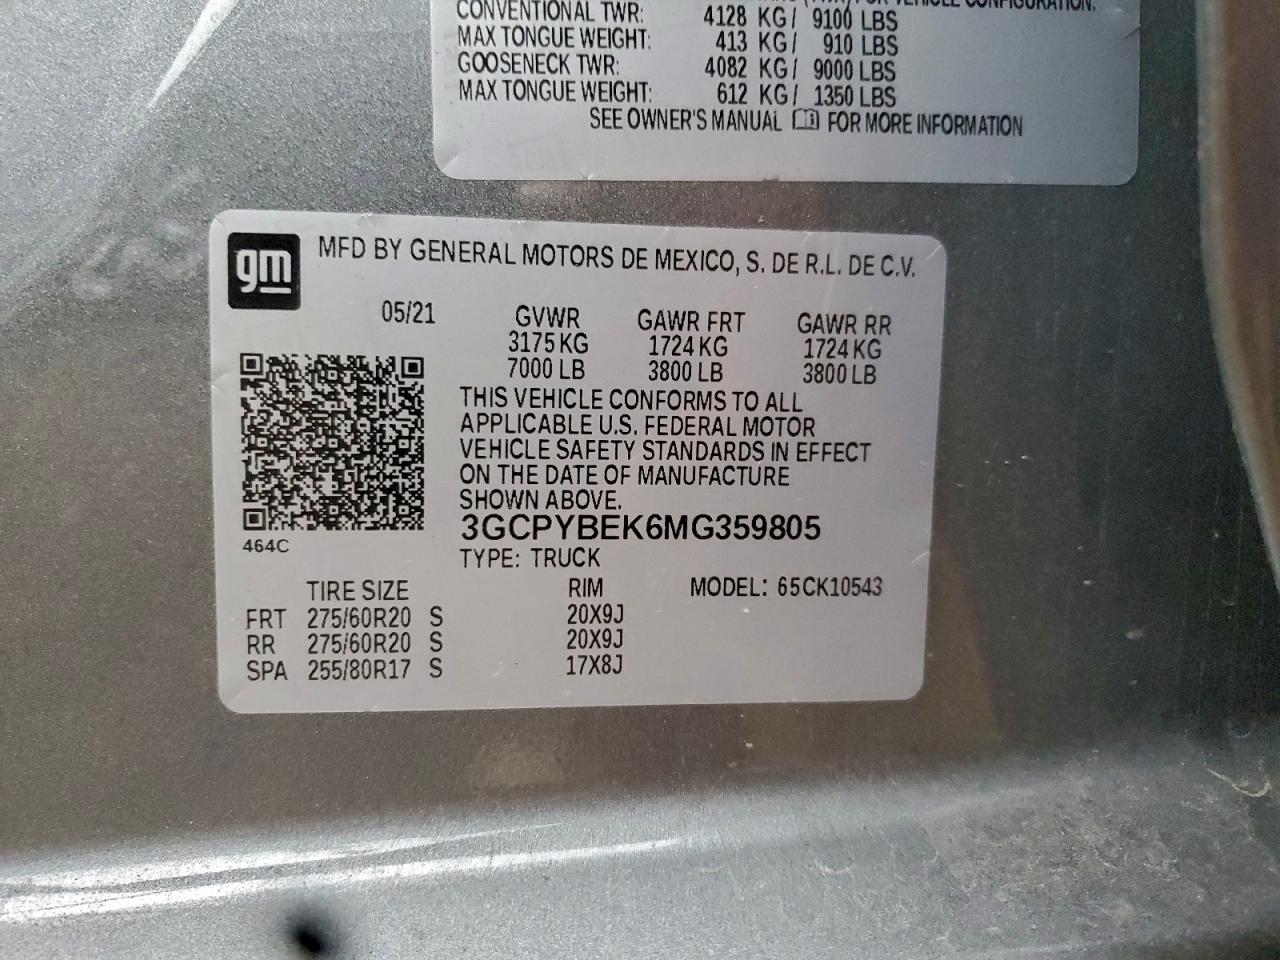 CONVENTIONAL TWR: 4128 KG/ 9100 LBS
MAX TONGUE WEIGHT: 413 KG/ 910 LBS
GOOSENECK TWR: 4082 KG/ 9000 LBS
MAX TONGUE WEIGHT: 612 KG/ 1350 LBS
SEE OWNER'S MANUAL FOR MORE INFORMATION
gm
MFD BY GENERAL MOTORS DE MEXICO, S. DE R.L. DE C.V.
05/21 GVWR GAWR FRT GAWR RR
3175 KG 1724 KG 1724 KG
7000 LB 3800 LB 3800 LB
THIS VEHICLE CONFORMS TO ALL
APPLICABLE U.S. FEDERAL MOTOR
VEHICLE SAFETY STANDARDS IN EFFECT
ON THE DATE OF MANUFACTURE
SHOWN ABOVE.
3GCPYBEK6MG359805
464C
TYPE: TRUCK
TIRE SIZE RIM MODEL: 65CK10543
FRT 275/60R20 S 20X9J
RR 275/60R20 S 20X9J
SPA 255/80R17 S 17X8J